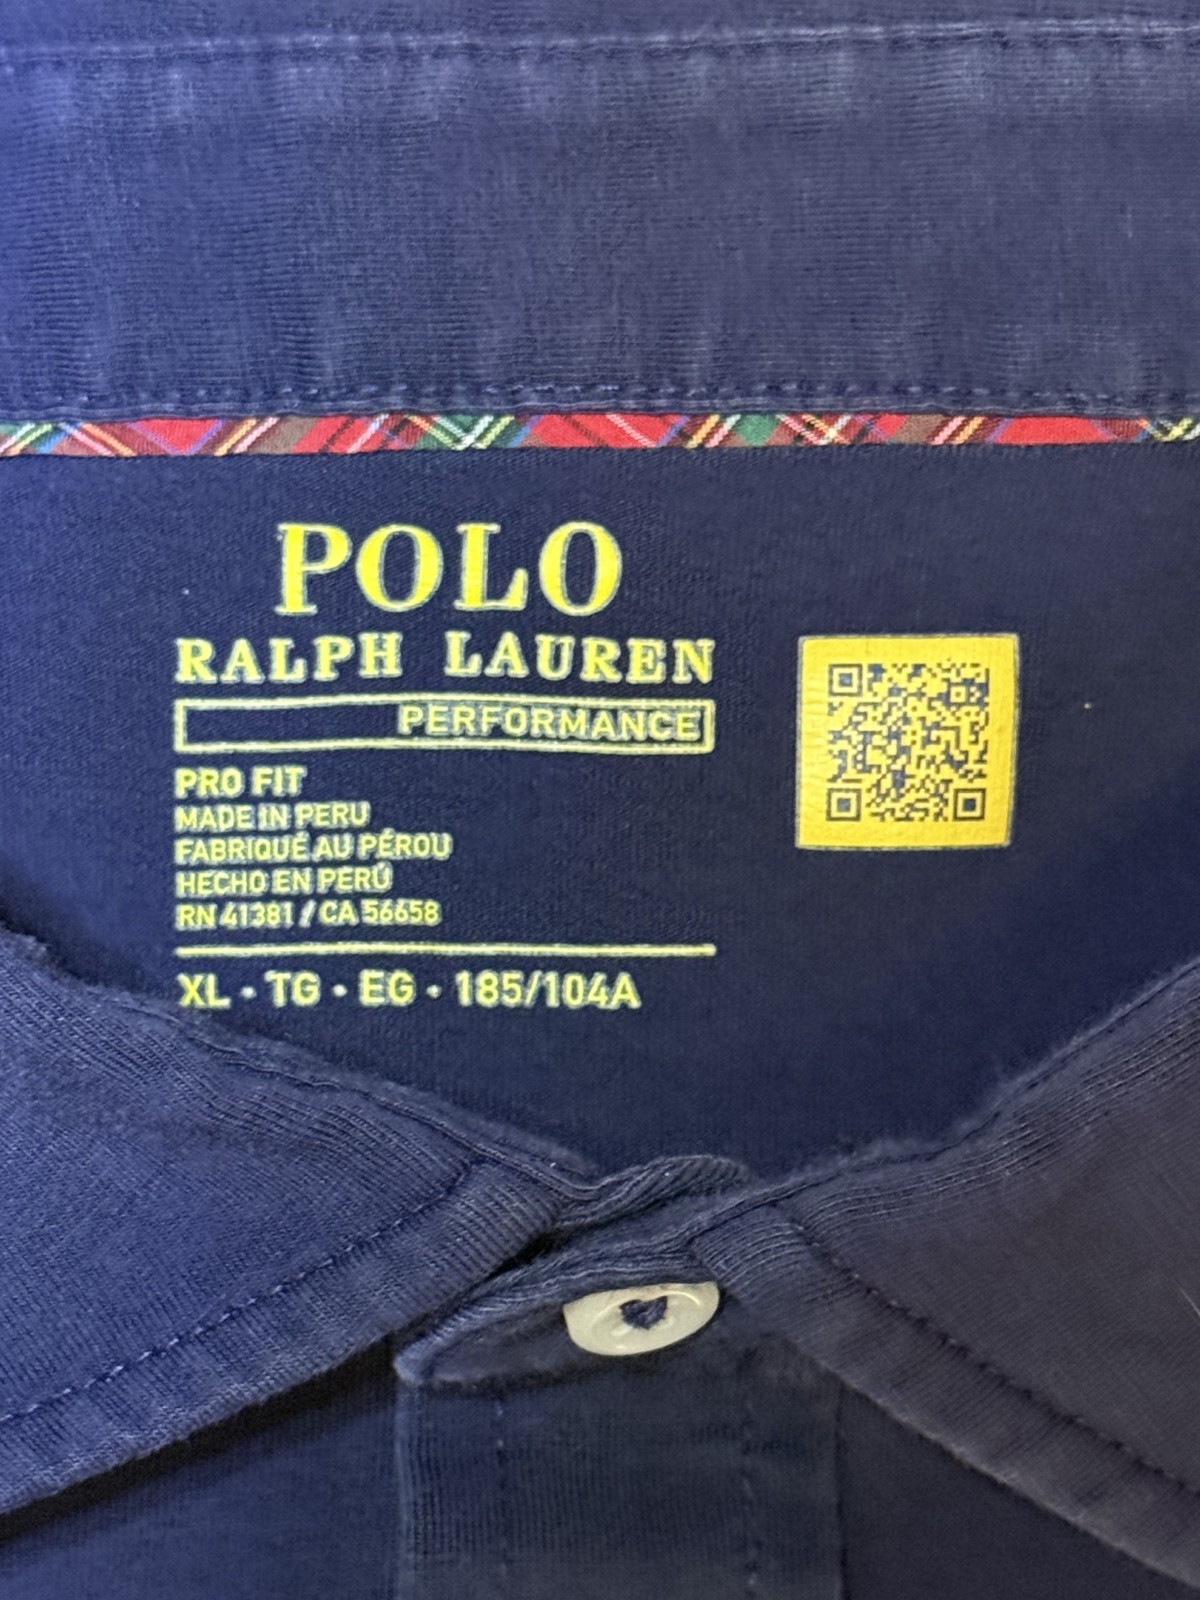 POLO
RALPH LAUREN
PERFORMANCE
PRO FIT
MADE IN PERU
FABRIQUÉ AU PÉROU
HECHO EN PERÚ
RN 41381 / CA 56658
XL · TG · EG · 185/104A